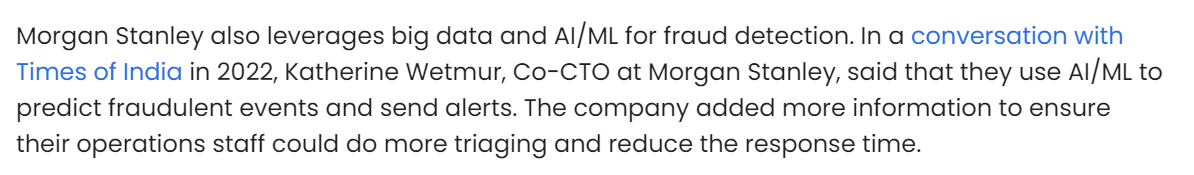 Morgan Stanley also leverages big data and AI/ML for fraud detection. In a conversation with
Times of India in 2022, Katherine Wetmur, Co-CTO at Morgan Stanley, said that they use AI/ML to
predict fraudulent events and send alerts. The company added more information to ensure
their operations staff could do more triaging and reduce the response time.